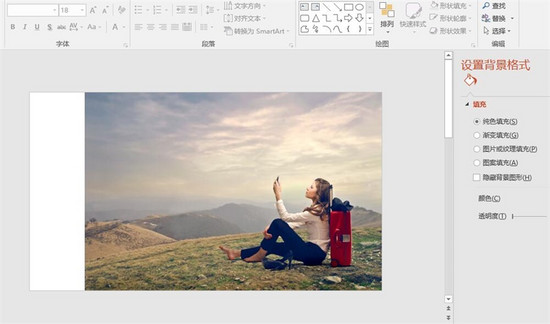 18
B I U S abc AV Aa A
文字方向
对齐文本
转换为 SmartArt
字体
段落
排列
快速样式
形状填充
形状轮廓
形状效果
绘图
查找
替换
选择
编辑
设置背景格式
填充
纯色填充(S)
渐变填充(G)
图片或纹理填充(P)
图案填充(A)
隐藏背景图形(H)
颜色(C)
透明度(T)